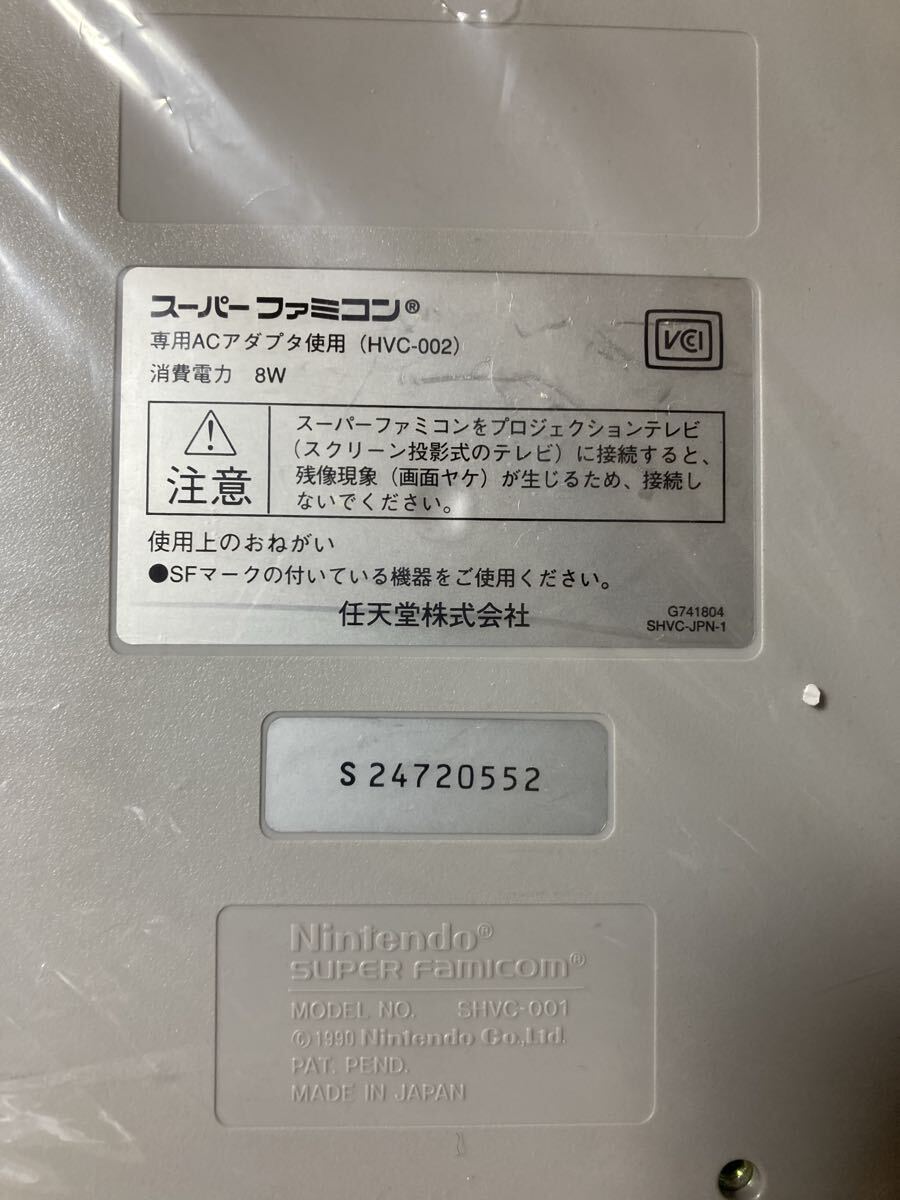 スーパーファミコン®
専用ACアダプタ使用（HVC-002）
消費電力 8W
VCCI
注意
スーパーファミコンをプロジェクションテレビ
（スクリーン投影式のテレビ）に接続すると、
残像現象（画面ヤケ）が生じるため、接続し
ないでください。
使用上のおねがい
●SFマークの付いている機器をご使用ください。
任天堂株式会社
G741804
SHVC-JPN-1
S24720552
Nintendo®
SUPER Famicom®
MODEL NO. SHVC-001
©1990 Nintendo Co.,Ltd.
PAT. PEND.
MADE IN JAPAN